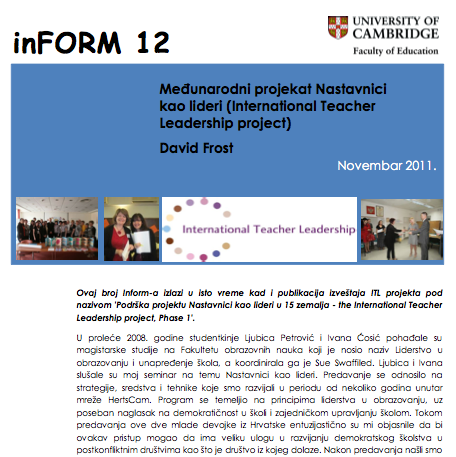 inFORM 12
UNIVERSITY OF
CAMBRIDGE
Faculty of Education
Međunarodni projekat Nastavnici
kao lideri (International Teacher
Leadership project)
David Frost
Novembar 2011.
International Teacher Leadership
Ovaj broj Inform-a izlazi u isto vreme kad i publikacija izveštaja ITL projekta pod
nazivom 'Podrška projektu Nastavnici kao lideri u 15 zemalja - the International Teacher
Leadership project, Phase 1'.
U proleće 2008. godine studentkinje Ljubica Petrović i Ivana Ćosić pohađale su
magistarske studije na Fakultetu obrazovnih nauka koji je nosio naziv Liderstvo u
obrazovanju i unapređenje škola, a koordinirala ga je Sue Swaffiled. Ljubica i Ivana
slušale su moj seminar na temu Nastavnici kao lideri. Predavanje se odnosilo na
strategije, sredstva i tehnike koje smo razvijali u periodu od nekoliko godina unutar
mreže HertsCam. Program se temeljio na principima liderstva u obrazovanju, uz
poseban naglasak na demokratičnost u školi i zajedničkom upravljanju školom. Tokom
predavanja ove dve mlade devojke iz Hrvatske entuzijastično su mi objasnile da bi
ovakav pristup mogao da ima veliku ulogu u razvijanju demokratskog školstva u
postkonfliktnim društvima kao što je društvo iz kojeg dolaze. Nakon predavanja našli smo